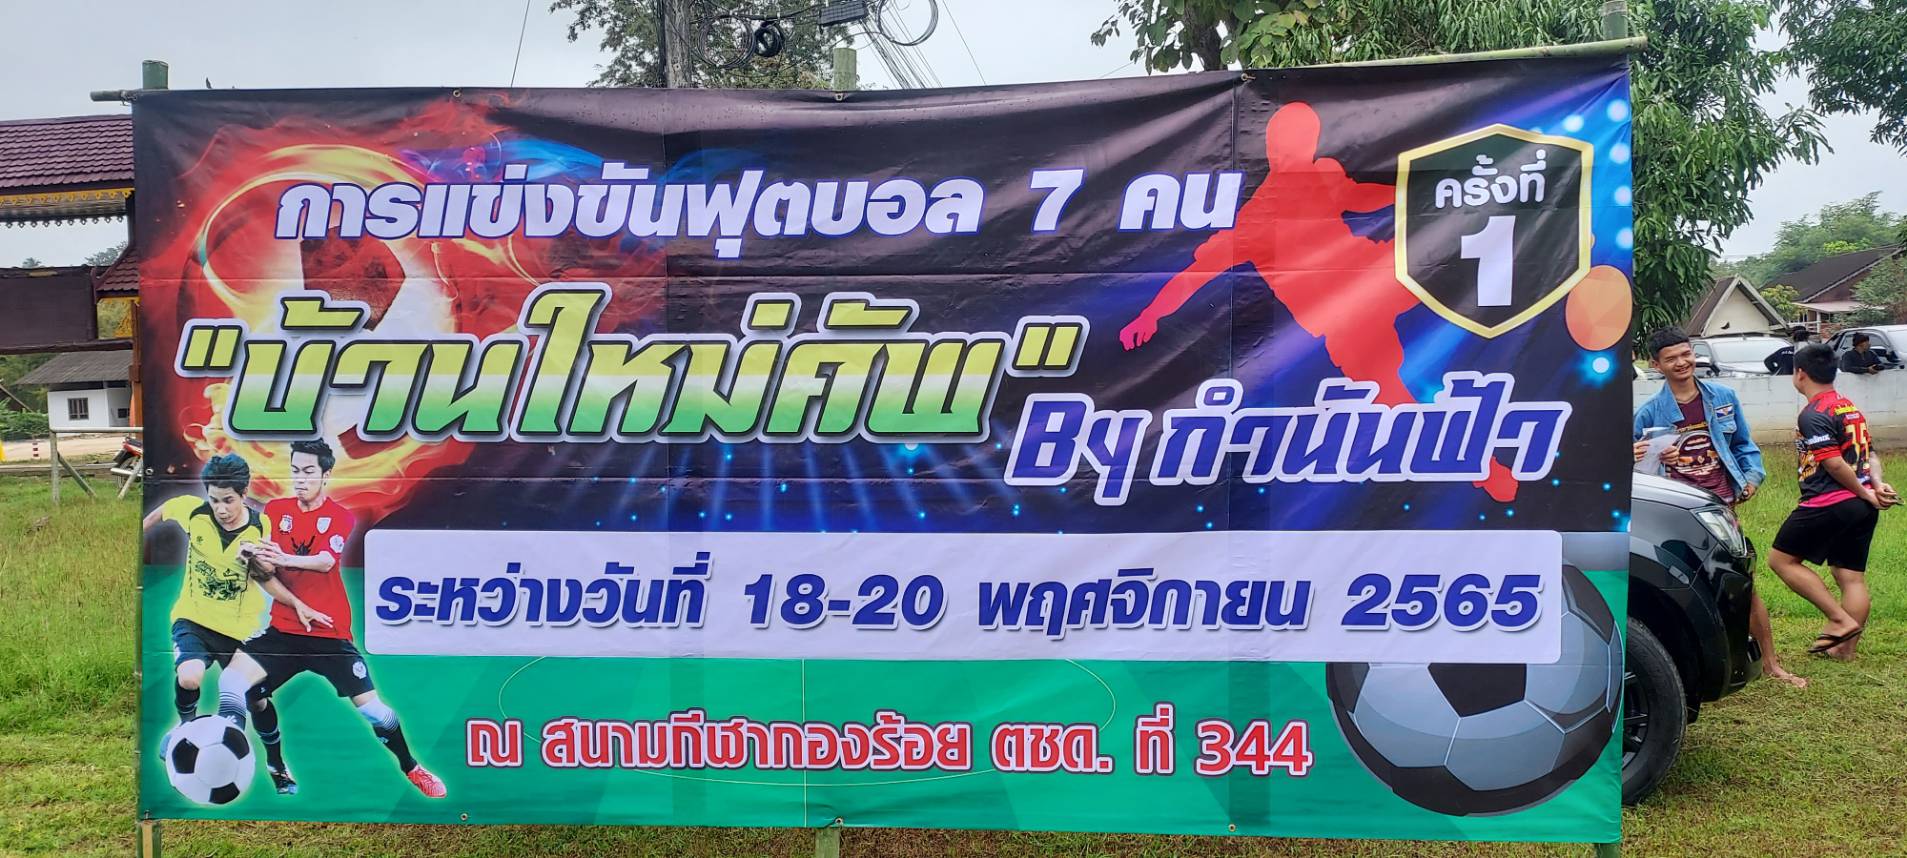 การแข่งขันฟุตบอล 7 คน
ครั้งที่
1
"บ้านใหม่คัพ"
By กำนันฟ้า
ระหว่างวันที่ 18-20 พฤศจิกายน 2565
ณ สนามกีฬากองร้อย ตชด. ที่ 344